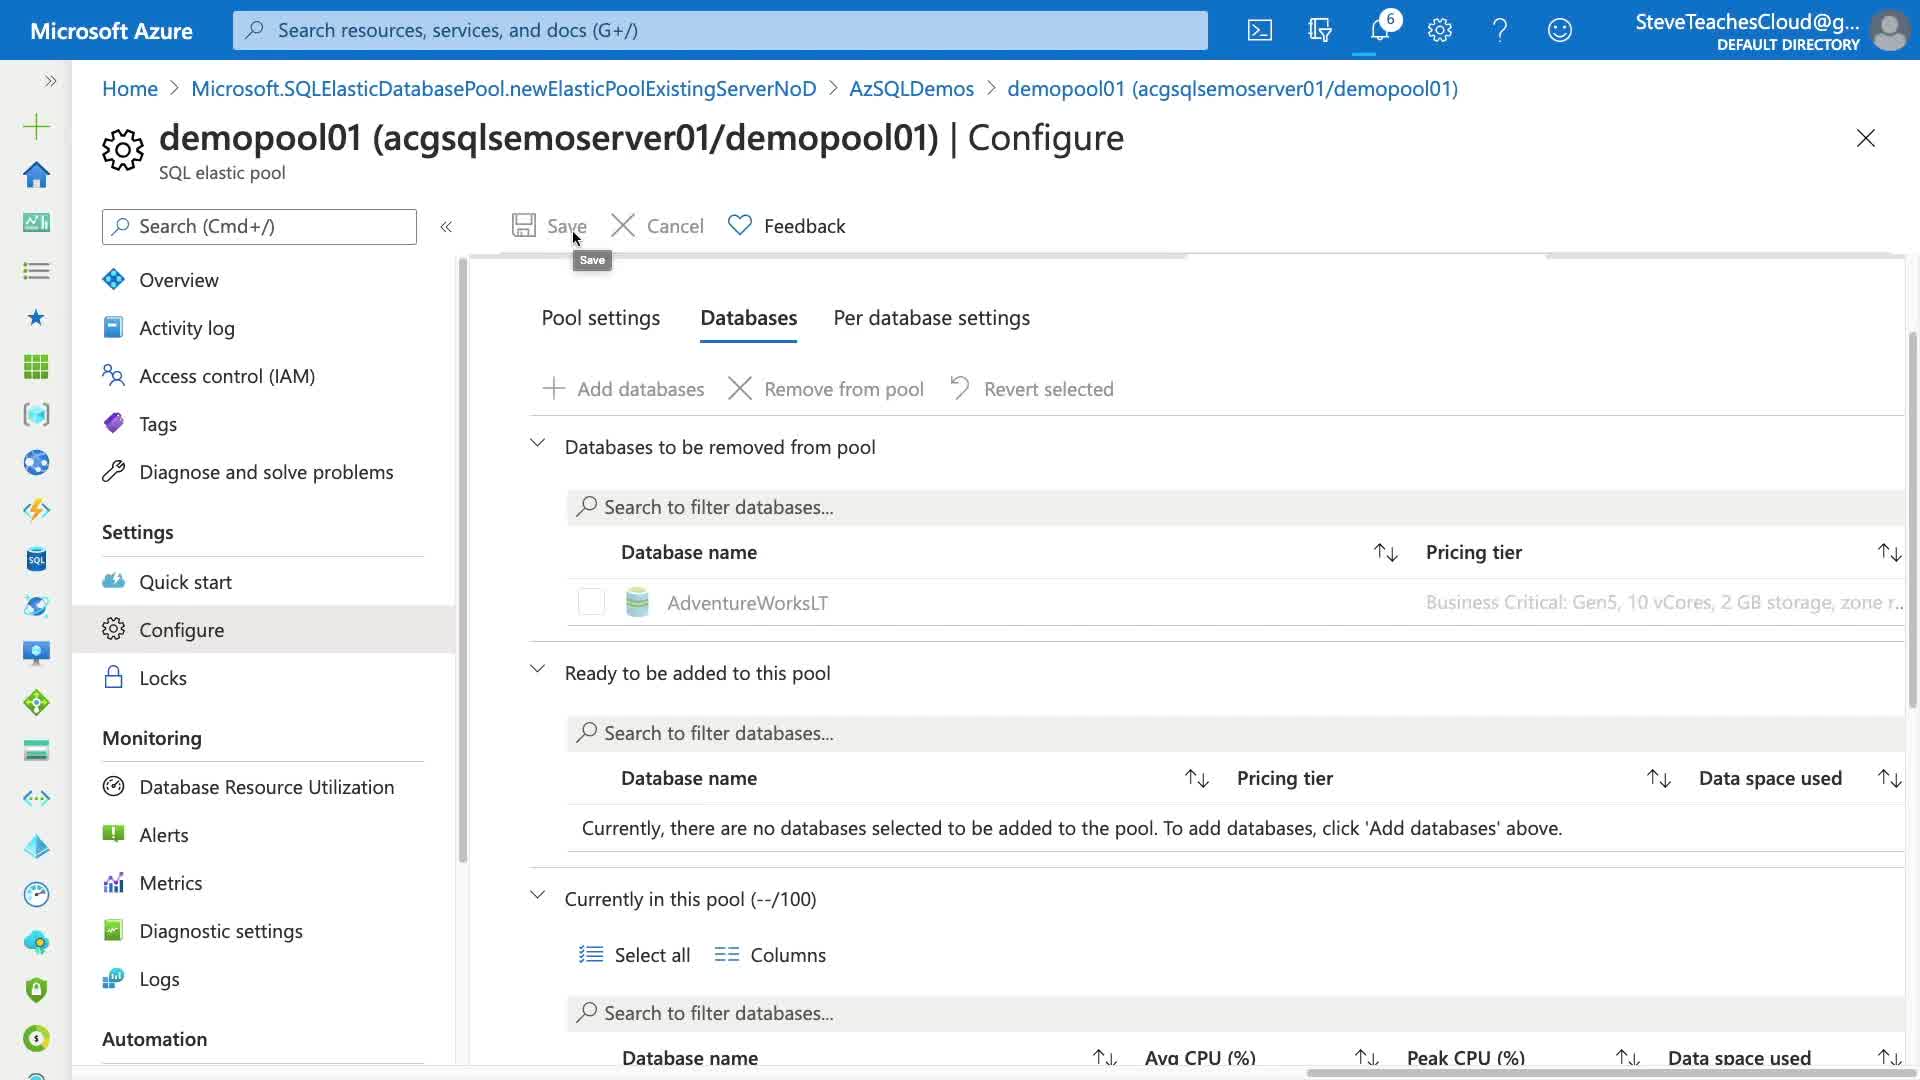 Microsoft Azure
Search resources, services, and docs (G+/)
6
SteveTeachesCloud@g...
DEFAULT DIRECTORY
Home > Microsoft.SQLElasticDatabasePool.newElasticPoolExistingServerNoD > AzSQLDemos > demopool01 (acgsqlsemoserver01/demopool01)
demopool01 (acgsqlsemoserver01/demopool01) | Configure
SQL elastic pool
Search (Cmd+/)
Save
Cancel
Feedback
Save
Overview
Activity log
Access control (IAM)
Tags
Diagnose and solve problems
Settings
Quick start
Configure
Locks
Monitoring
Database Resource Utilization
Alerts
Metrics
Diagnostic settings
Logs
Automation
SQL
Pool settings
Databases
Per database settings
Add databases
Remove from pool
Revert selected
Databases to be removed from pool
Search to filter databases...
Database name
Pricing tier
AdventureWorksLT
Business Critical: Gen5, 10 vCores, 2 GB storage, zone r...
Ready to be added to this pool
Search to filter databases...
Database name
Pricing tier
Data space used
Currently, there are no databases selected to be added to the pool. To add databases, click 'Add databases' above.
Currently in this pool (--/100)
Select all
Columns
Search to filter databases...
Database name
Avg CPU (%)
Peak CPU (%)
Data space used